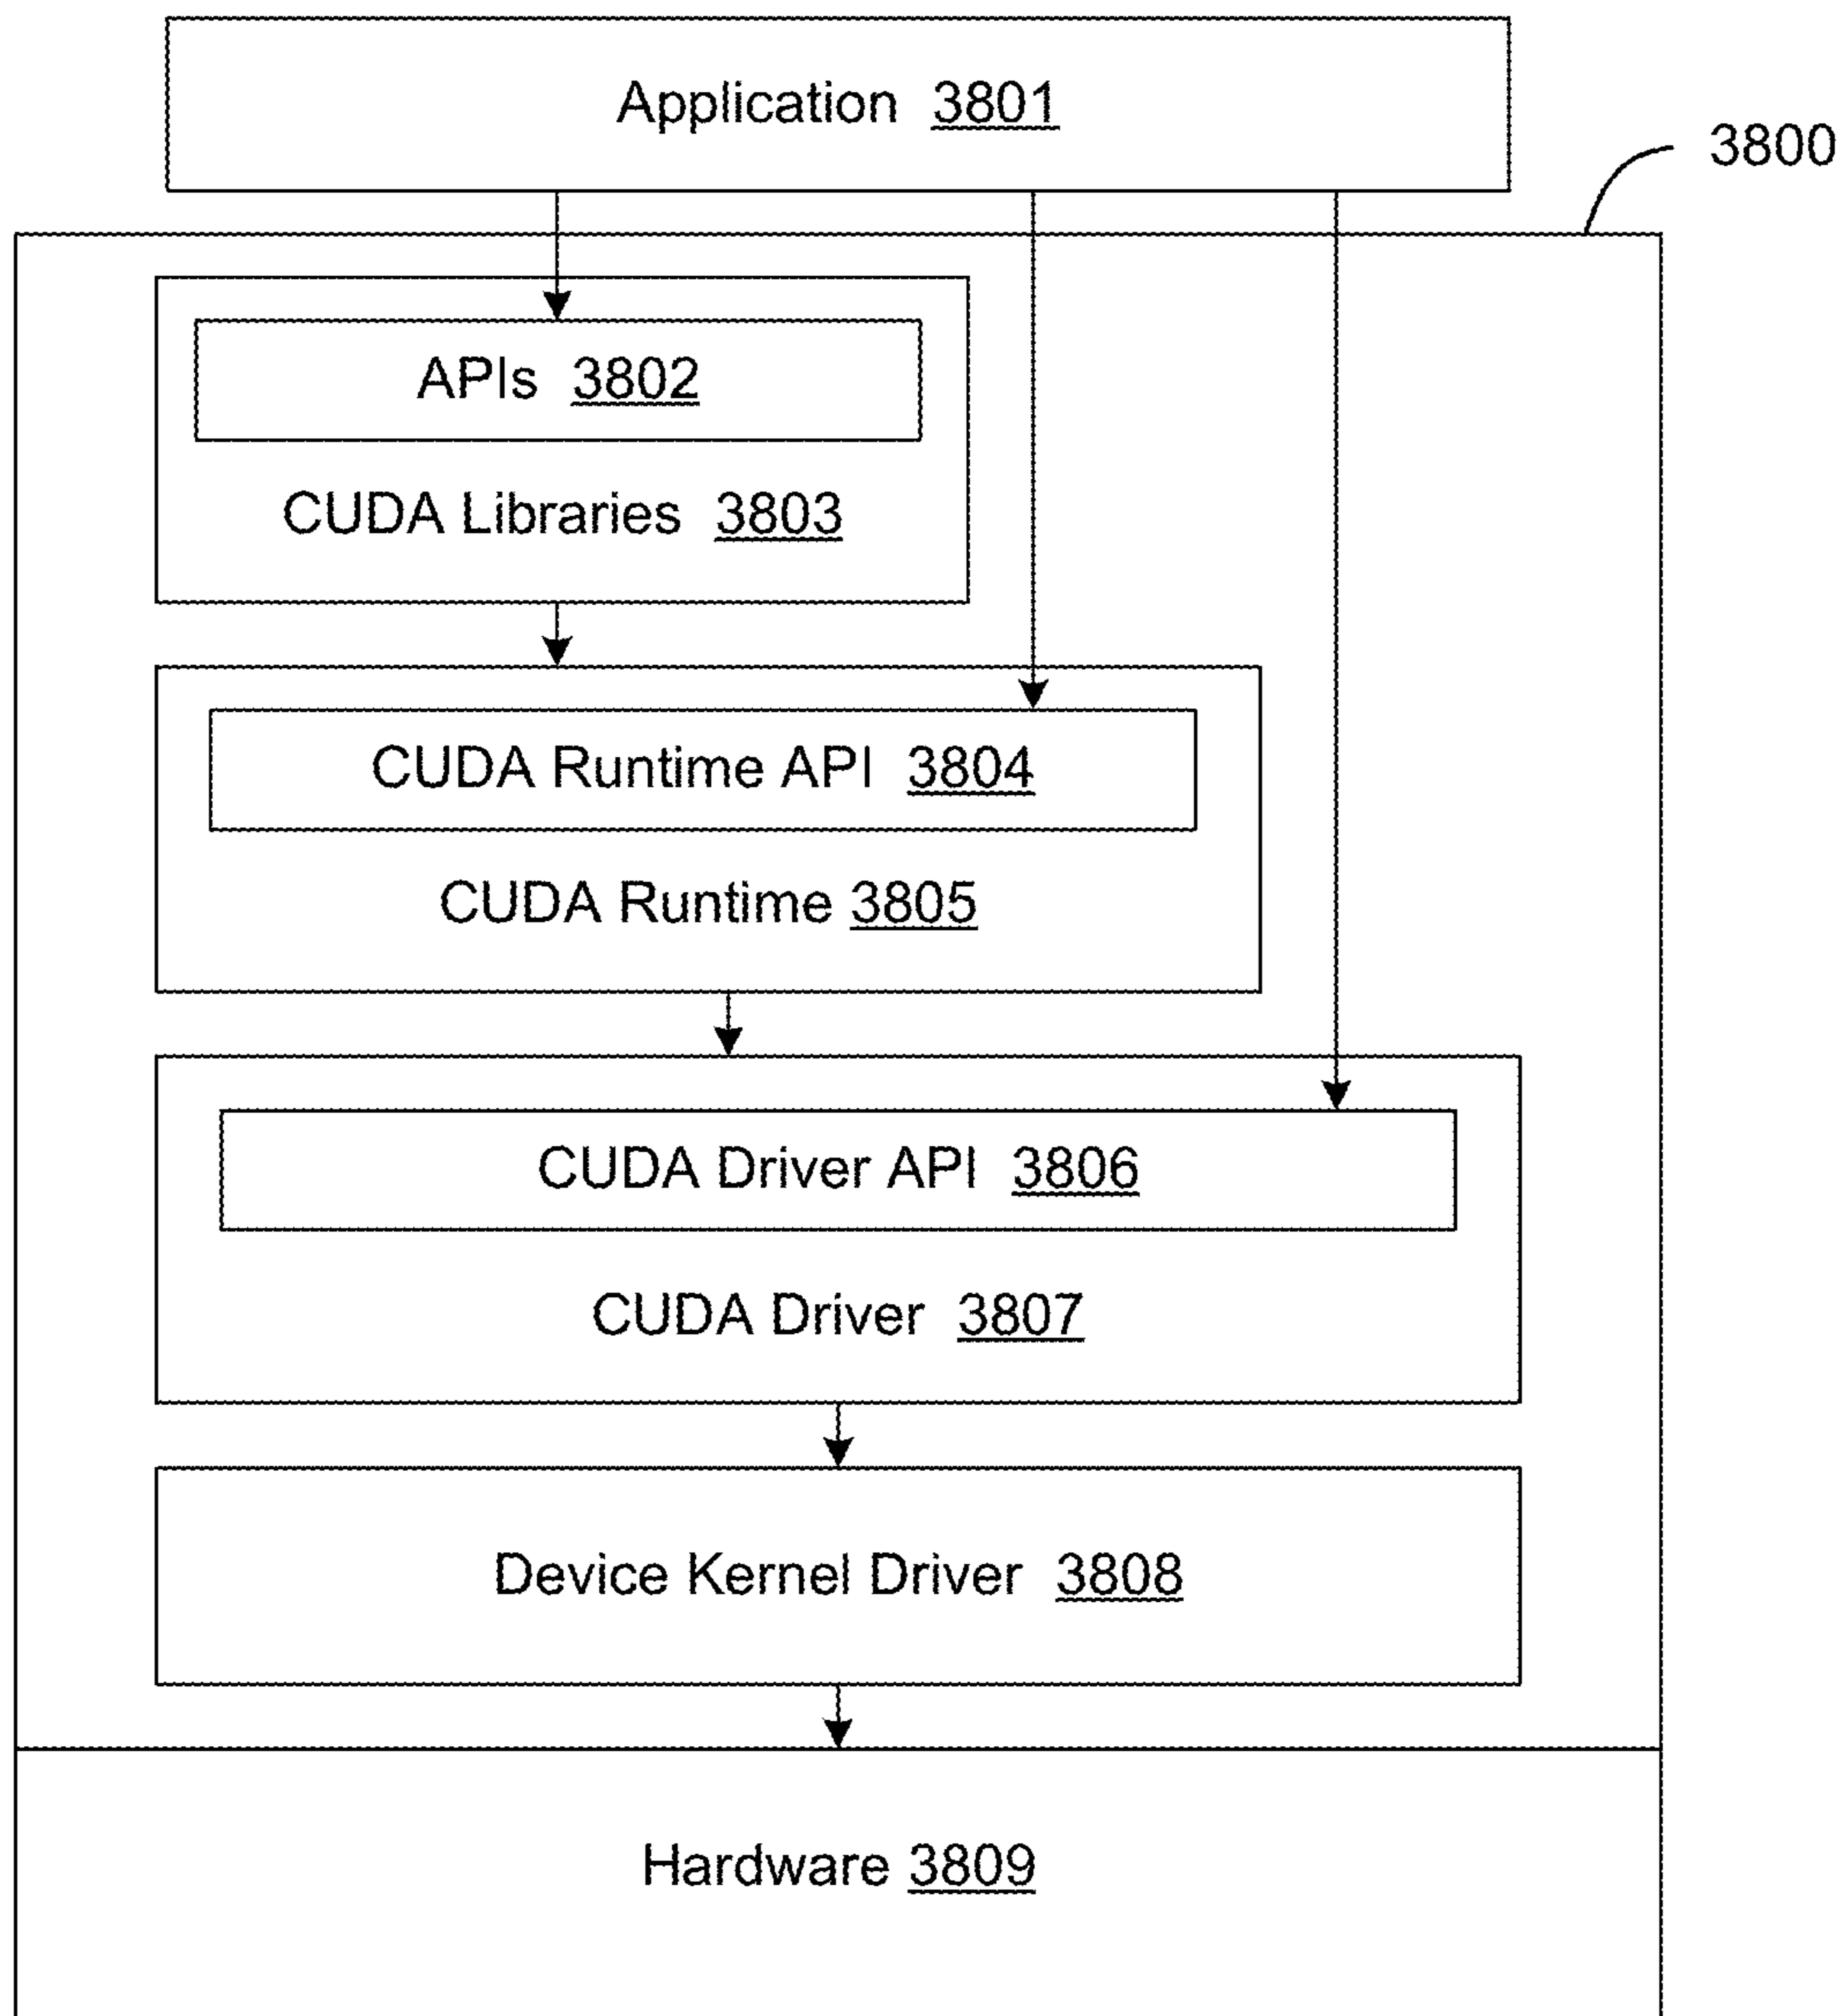 Application 3801
3800
APIs 3802
CUDA Libraries 3803
CUDA Runtime API 3804
CUDA Runtime 3805
CUDA Driver API 3806
CUDA Driver 3807
Device Kernel Driver 3808
Hardware 3809